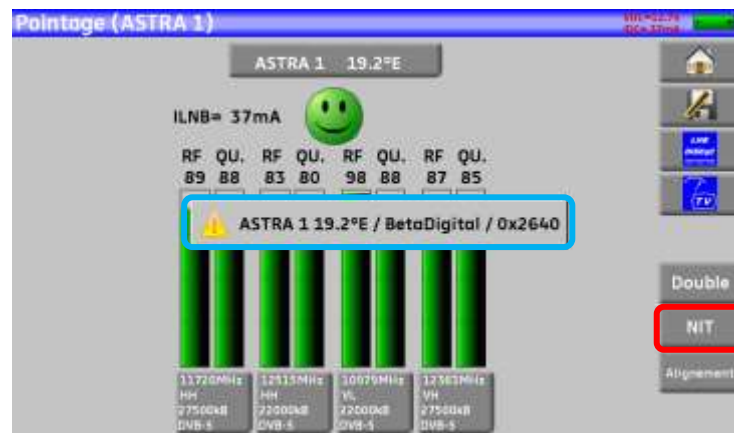 Pointage (ASTRA 1)
ASTRA 1 19.2°E
ILNB= 37mA
RF QU. RF QU. RF QU. RF QU.
89 88 83 80 98 88 87 85
ASTRA 1 19.2°E / BetaDigital / 0x2640
TV
Double
NIT
Alignement
11720MHz 12515MHz 10979MHz
HH HH VL VH
27500kB 22000kB 22000kB 27500kB
DVB-S DVB-S DVB-S DVB-S